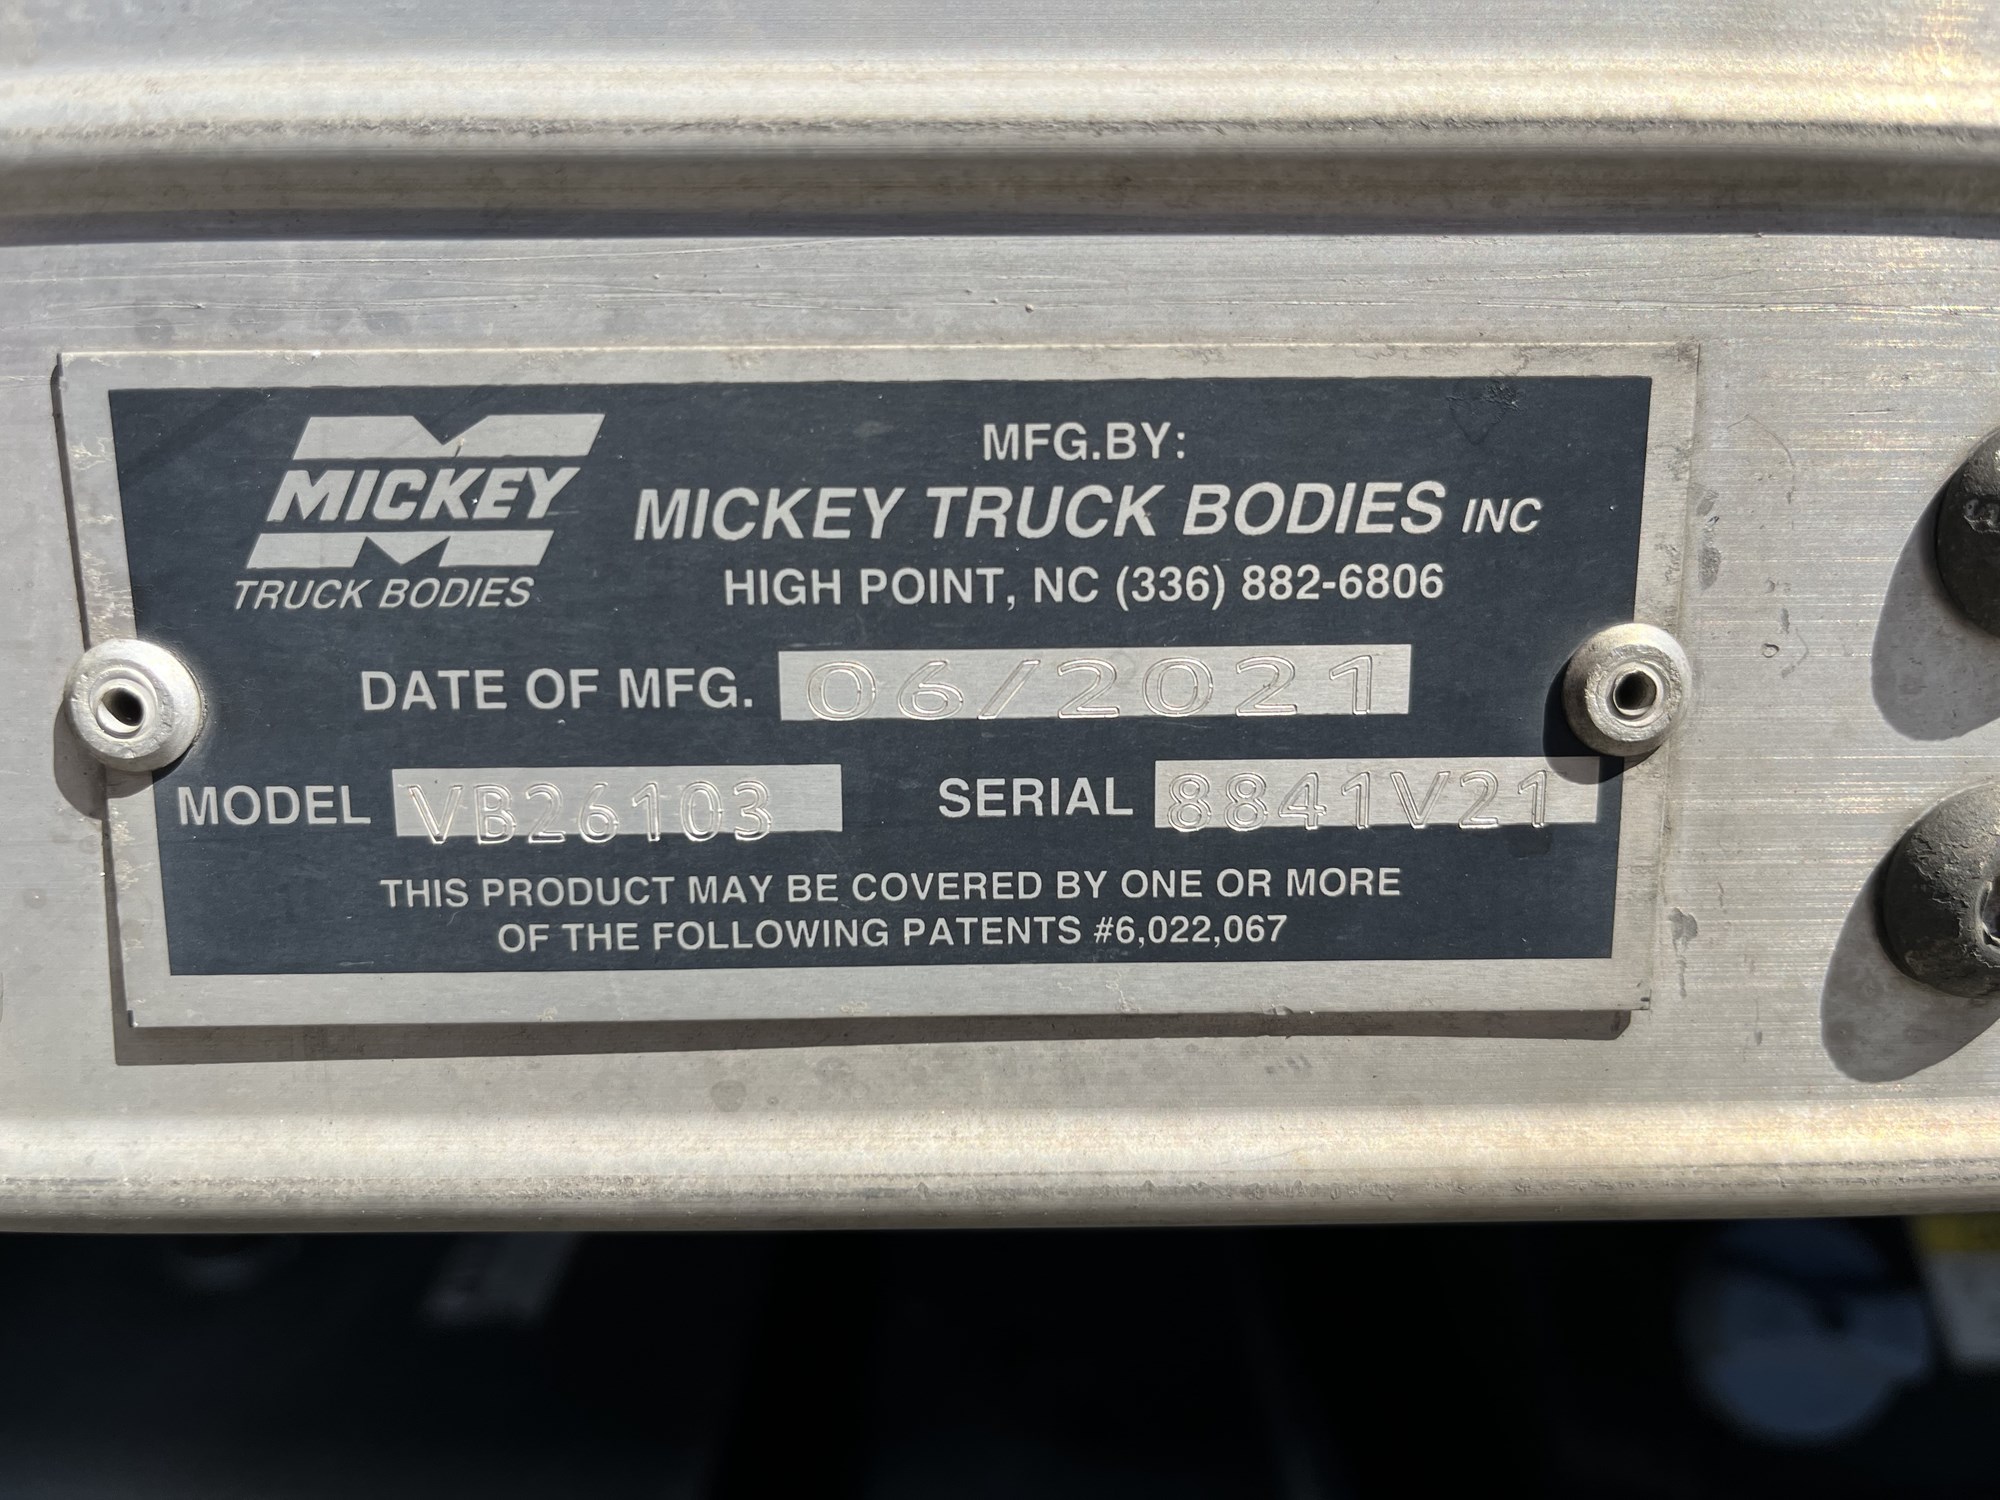 MICKEY
TRUCK BODIES
MFG.BY:
MICKEY TRUCK BODIES INC
HIGH POINT, NC (336) 882-6806
DATE OF MFG. 06/2021
MODEL VB26103 SERIAL 8841V21
THIS PRODUCT MAY BE COVERED BY ONE OR MORE
OF THE FOLLOWING PATENTS #6,022,067